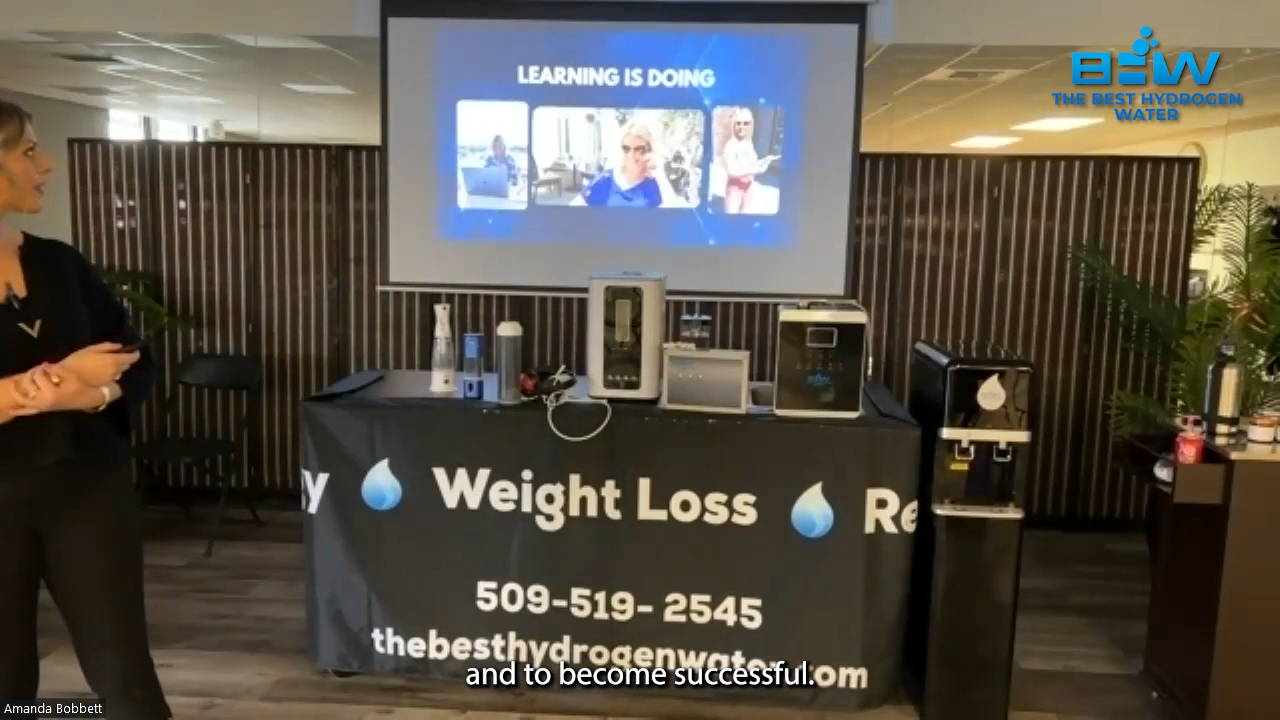 LEARNING IS DOING
BEW
THE BEST HYDROGEN
WATER
y Weight Loss Re
509-519- 2545
thebesthydrogenwater.com
and to become successful.
Amanda Bobbett